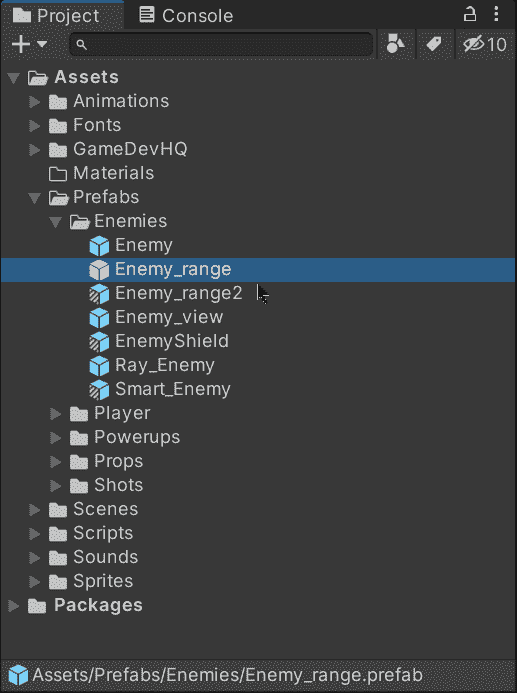 Project Console
10
Assets
Animations
Fonts
GameDevHQ
Materials
Prefabs
Enemies
Enemy
Enemy_range
Enemy_range2
Enemy_view
EnemyShield
Ray_Enemy
Smart_Enemy
Player
Powerups
Props
Shots
Scenes
Scripts
Sounds
Sprites
Packages
Assets/Prefabs/Enemies/Enemy_range.prefab